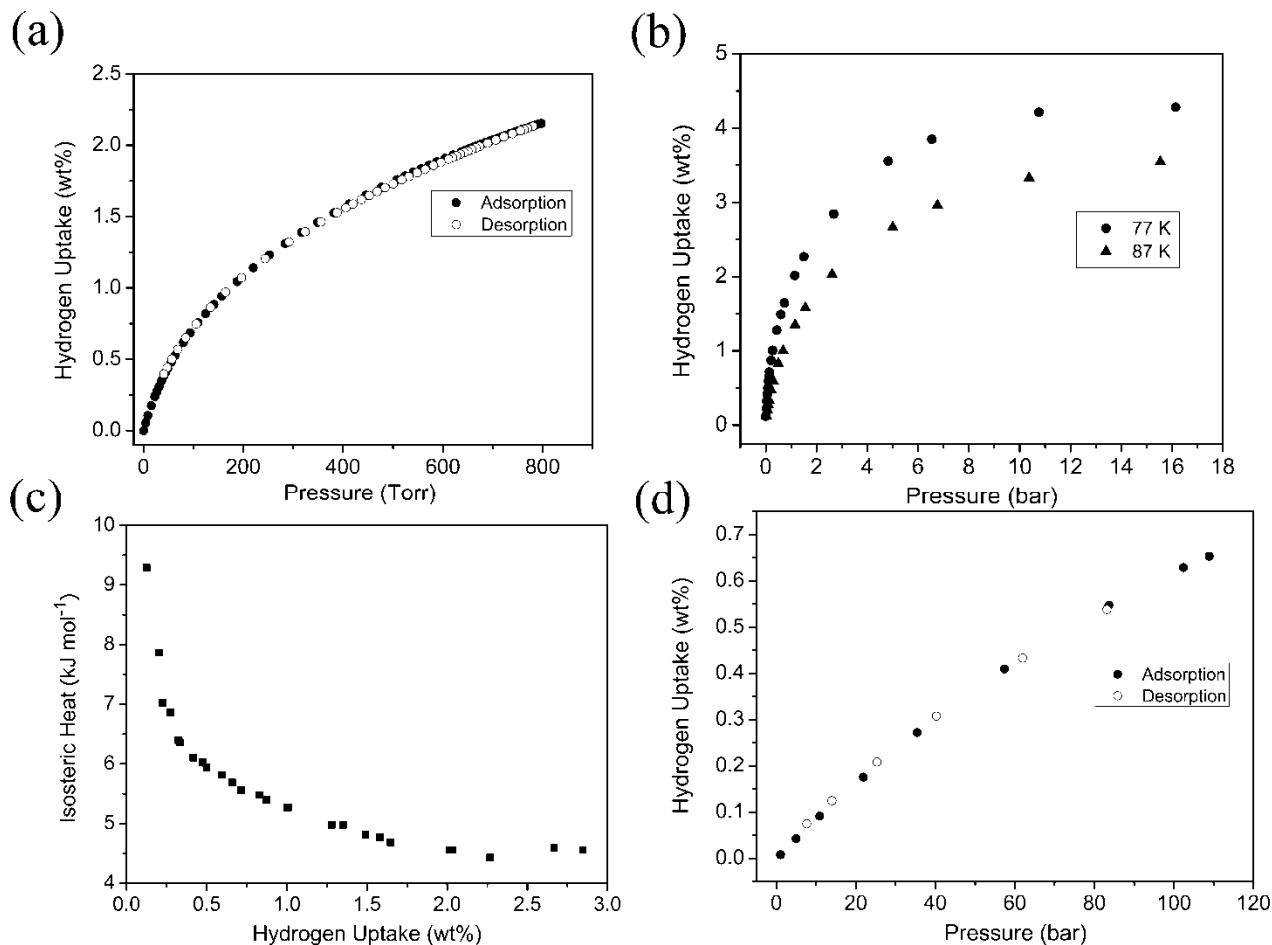 (a)
2.5
2.0
1.5
1.0
0.5
0.0
Hydrogen Uptake (wt%)
Adsorption
Desorption
0 200 400 600 800
Pressure (Torr)
(b)
5
4
3
2
1
0
Hydrogen Uptake (wt%)
77 K
87 K
0 2 4 6 8 10 12 14 16 18
Pressure (bar)
(c)
10
9
8
7
6
5
4
Isosteric Heat (kJ mol⁻¹)
0.0 0.5 1.0 1.5 2.0 2.5 3.0
Hydrogen Uptake (wt%)
(d)
0.7
0.6
0.5
0.4
0.3
0.2
0.1
0.0
Hydrogen Uptake (wt%)
Adsorption
Desorption
0 20 40 60 80 100 120
Pressure (bar)